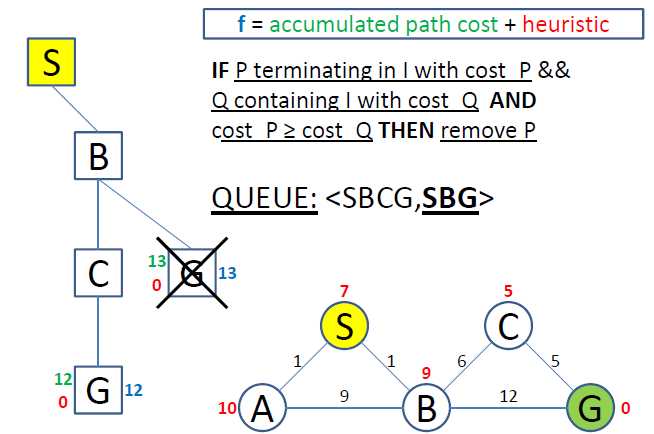 f = accumulated path cost + heuristic
IF P terminating in I with cost_P &&
Q containing I with cost_Q AND
cost_P ≥ cost_Q THEN remove P
QUEUE: <SBCG,SBG>
S
B
C
13
0
G
13
12
0
G
12
7
S
5
C
1
1
9
6
5
10
A
9
B
12
G
0